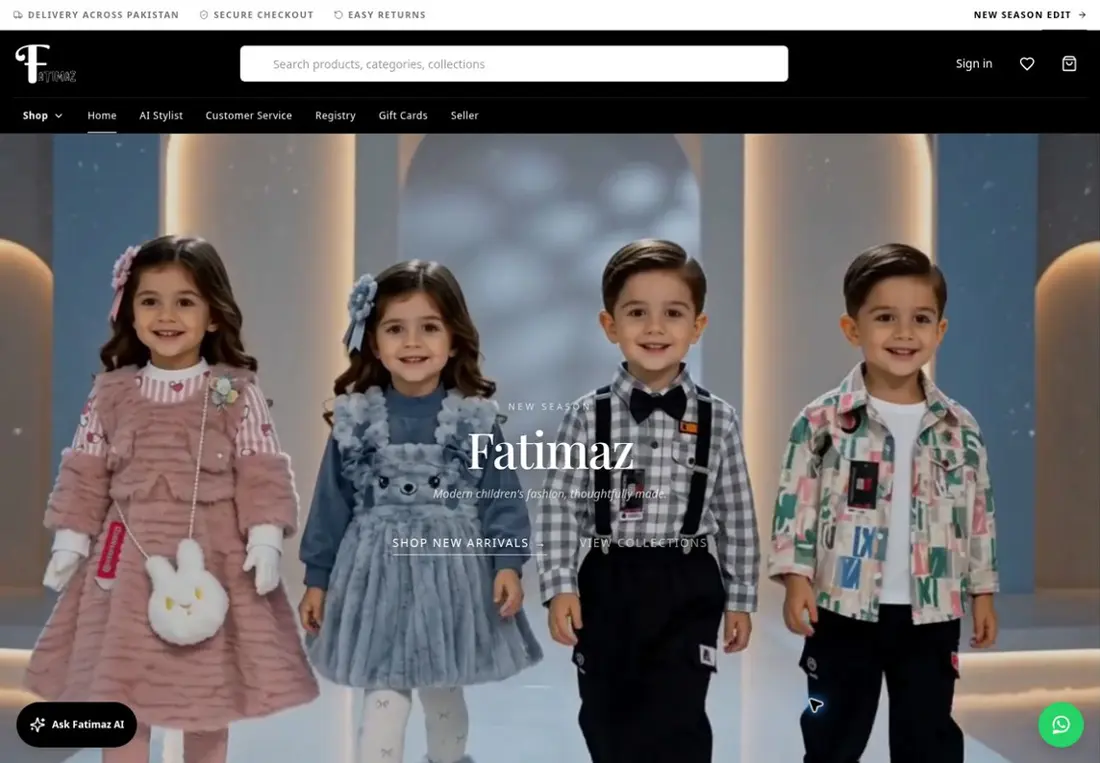 DELIVERY ACROSS PAKISTAN
SECURE CHECKOUT
EASY RETURNS
NEW SEASON EDIT →
Fatimaz
Search products, categories, collections
Sign in
Shop
Home
AI Stylist
Customer Service
Registry
Gift Cards
Seller
NEW SEASON
Fatimaz
Modern children's fashion, thoughtfully made.
SHOP NEW ARRIVALS →
VIEW COLLECTIONS
Ask Fatimaz AI